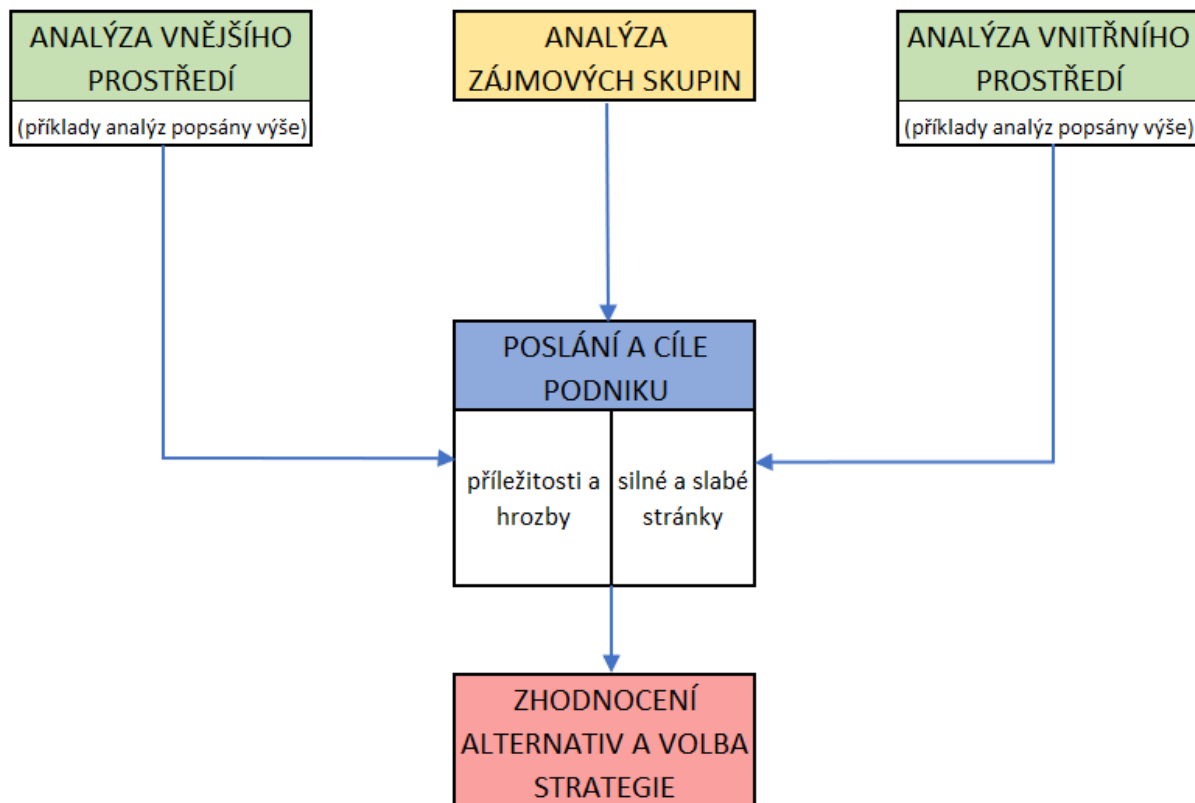 ANALÝZA VNĚJŠÍHO
PROSTŘEDÍ
(příklady analýz popsány výše)
ANALÝZA
ZÁJMOVÝCH SKUPIN
ANALÝZA VNITŘNÍHO
PROSTŘEDÍ
(příklady analýz popsány výše)
POSLÁNÍ A CÍLE
PODNIKU
příležitosti a
hrozby
silné a slabé
stránky
ZHODNOCENÍ
ALTERNATIV A VOLBA
STRATEGIE